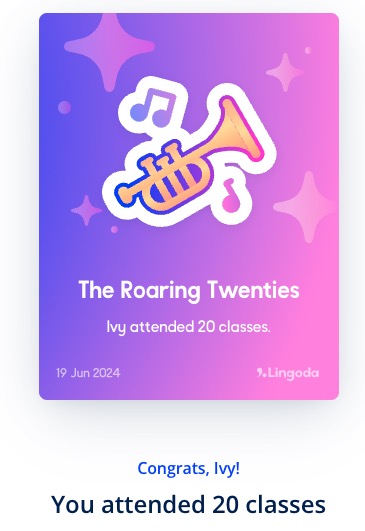 The Roaring Twenties
Ivy attended 20 classes.
19 Jun 2024
Lingoda
Congrats, Ivy!
You attended 20 classes